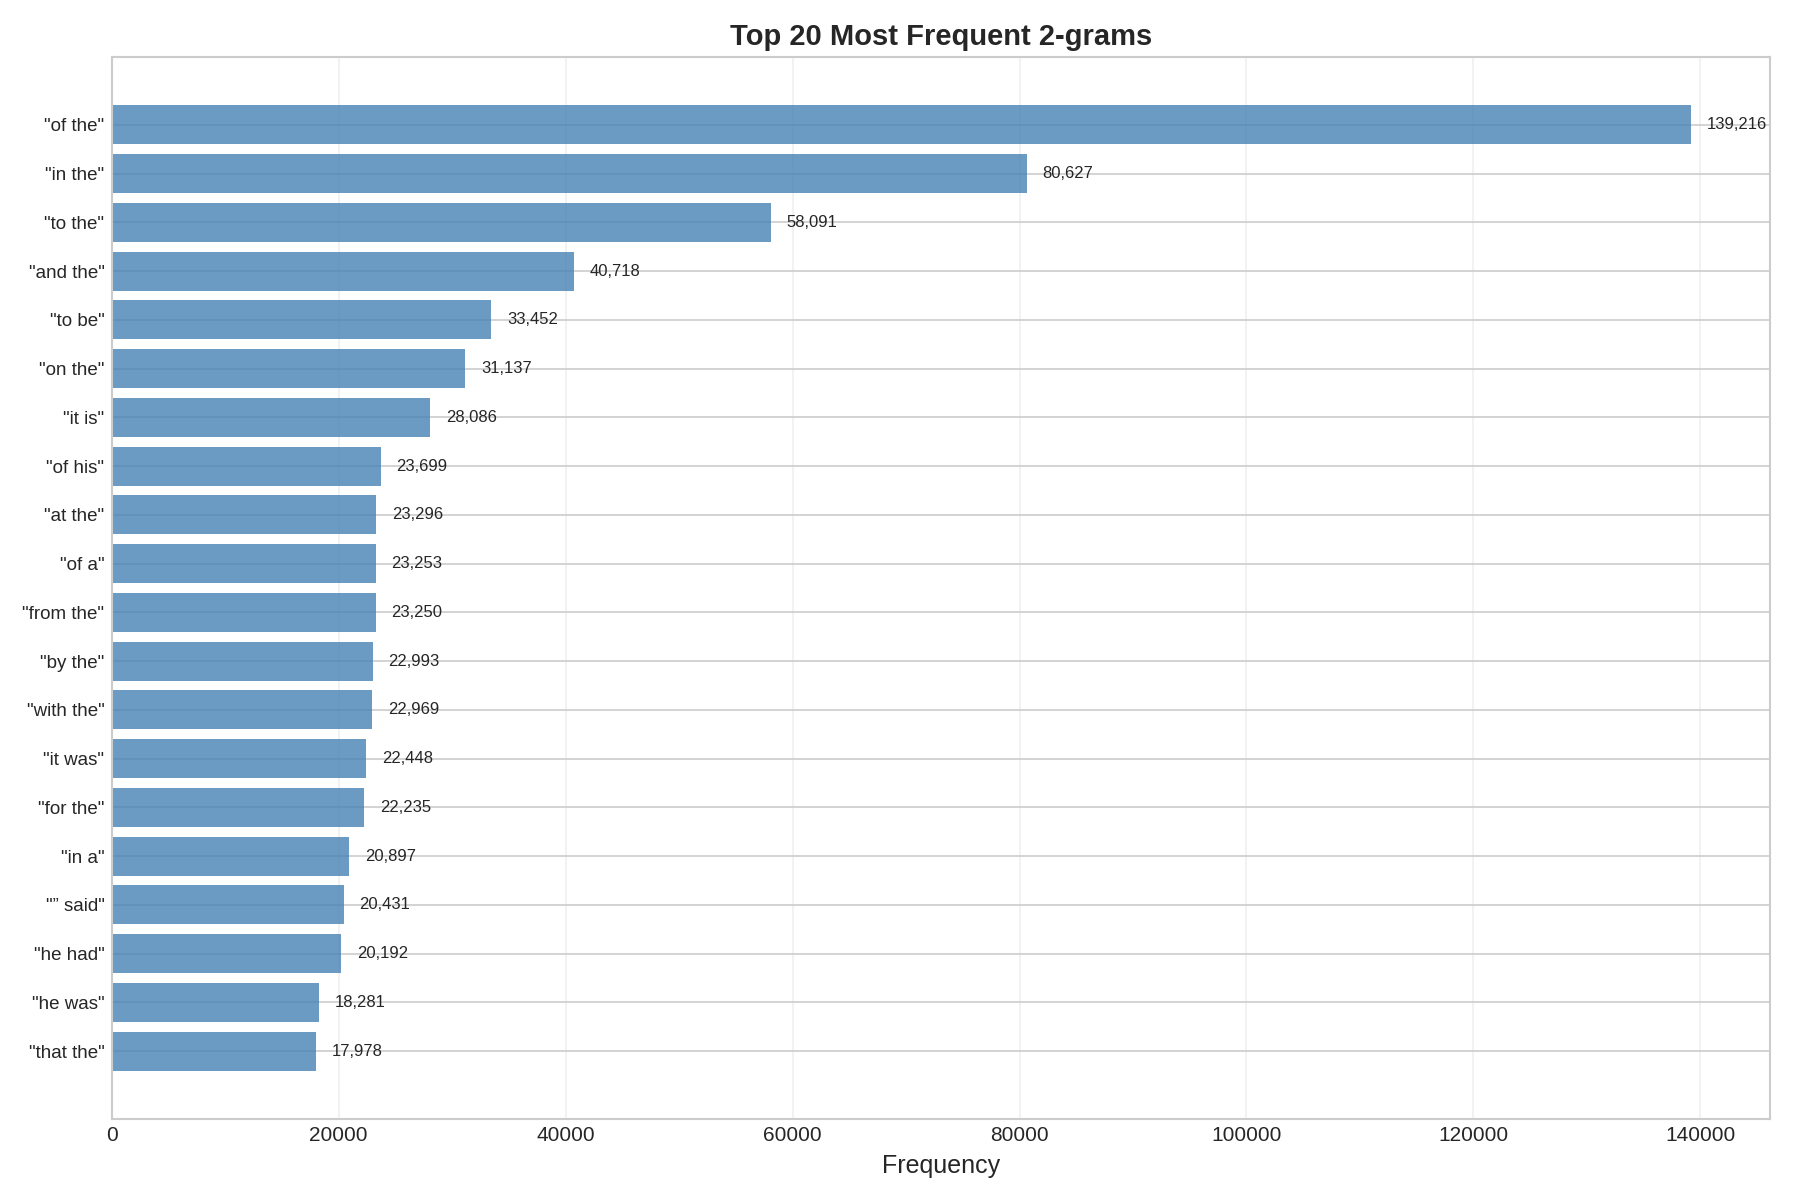 Top 20 Most Frequent 2-grams
"of the" 139,216
"in the" 80,627
"to the" 58,091
"and the" 40,718
"to be" 33,452
"on the" 31,137
"it is" 28,086
"of his" 23,699
"at the" 23,296
"of a" 23,253
"from the" 23,250
"by the" 22,993
"with the" 22,969
"it was" 22,448
"for the" 22,235
"in a" 20,897
"” said" 20,431
"he had" 20,192
"he was" 18,281
"that the" 17,978
0 20000 40000 60000 80000 100000 120000 140000
Frequency